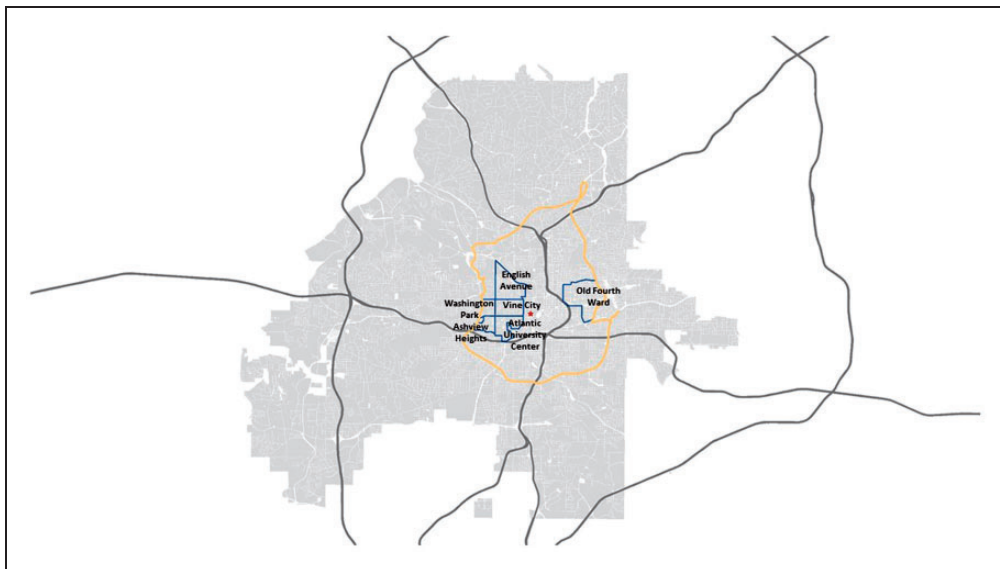 English
Avenue
Washington
Park
Vine City
Old Fourth
Ward
Ashview
Heights
Atlantic
University
Center